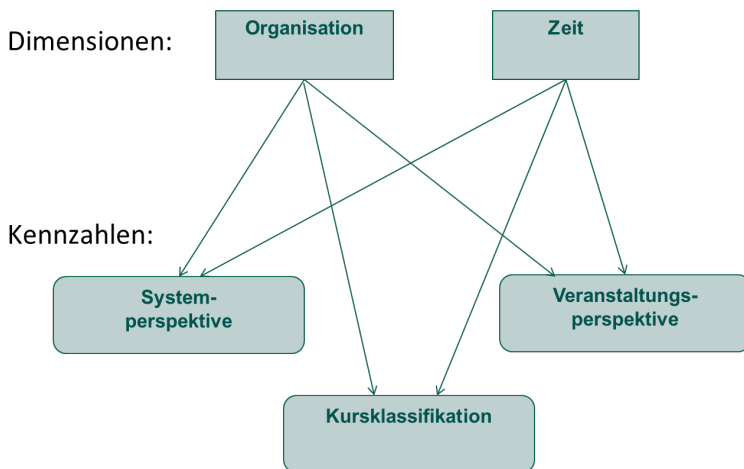 Dimensionen:
Organisation
Zeit
Kennzahlen:
System-
perspektive
Veranstaltungs-
perspektive
Kursklassifikation